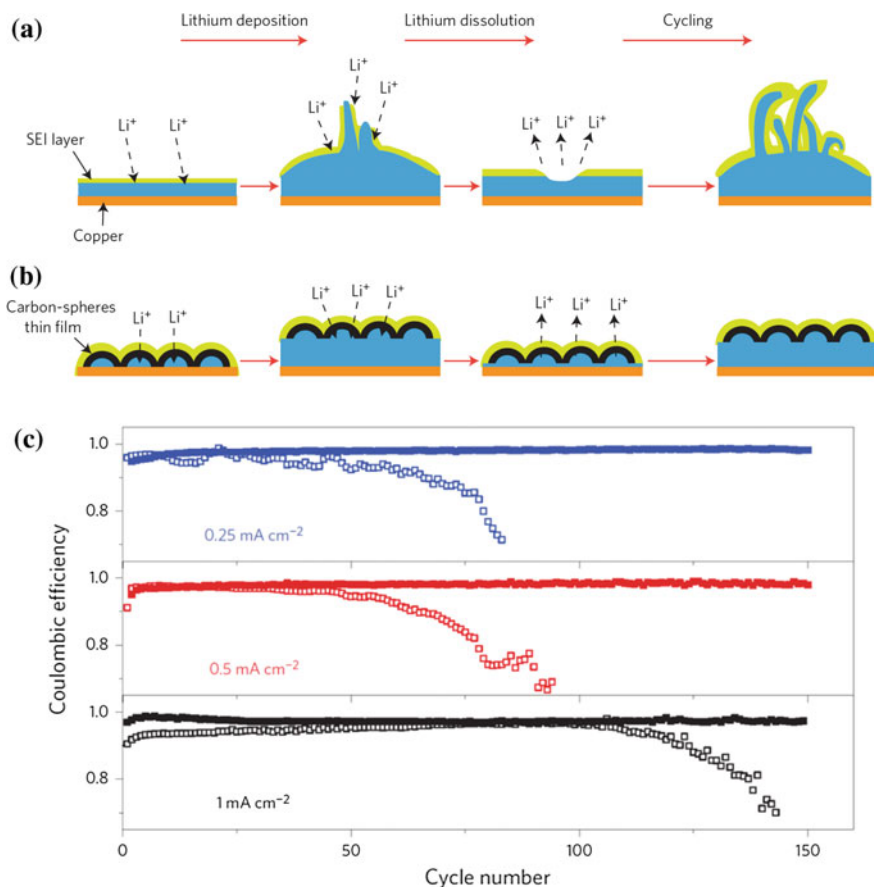 (a)
Lithium deposition
Lithium dissolution
Cycling
Li+
Li+
Li+
Li+
Li+
Li+
Li+
Li+
SEI layer
Copper
(b)
Carbon-spheres
thin film
Li+
Li+
Li+
Li+
Li+
Li+
Li+
Li+
(c)
Coulombic efficiency
1.0
0.8
0.25 mA cm−2
1.0
0.8
0.5 mA cm−2
1.0
0.8
1 mA cm−2
0
50
100
150
Cycle number